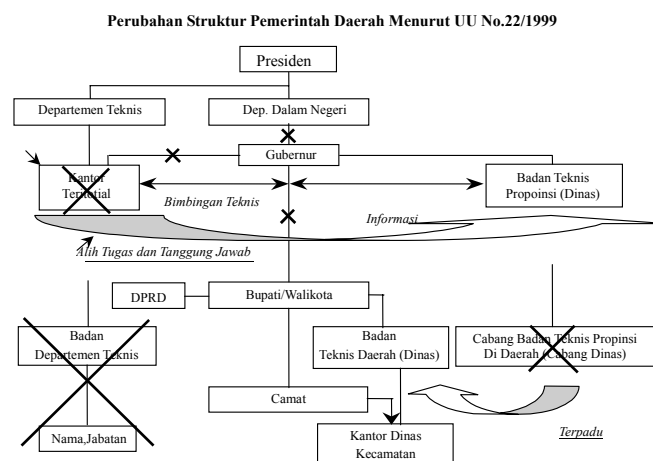 Perubahan Struktur Pemerintah Daerah Menurut UU No.22/1999
Presiden
Departemen Teknis
Dep. Dalam Negeri
Gubernur
Kantor
Teritotial
Badan Teknis
Propoinsi (Dinas)
Bimbingan Teknis
Informasi
Alih Tugas dan Tanggung Jawab
DPRD
Bupati/Walikota
Badan
Departemen Teknis
Badan
Teknis Daerah (Dinas)
Cabang Badan Teknis Propinsi
Di Daerah (Cabang Dinas)
Camat
Nama,Jabatan
Kantor Dinas
Kecamatan
Terpadu